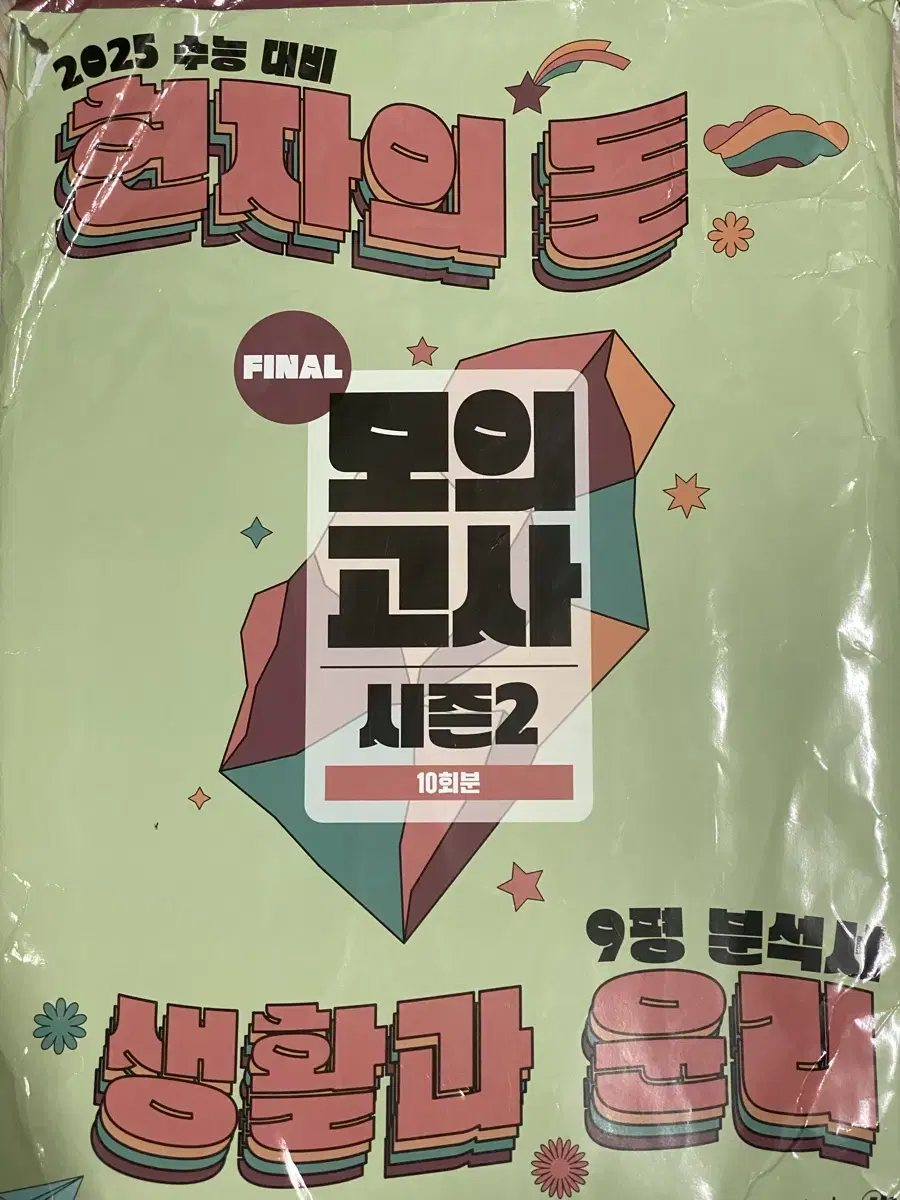 2025 수능 대비
현자의 돌
FINAL
모의
고사
시즌2
10회분
9평 분석서
생활과 윤리